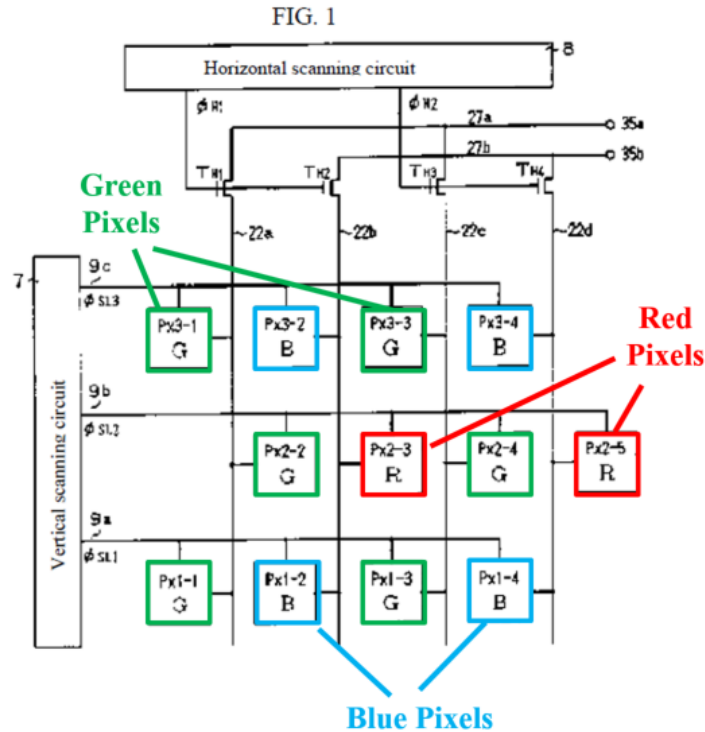 FIG. 1
8
Horizontal scanning circuit
φH1
φH2
27a
35a
27b
35b
TH1
TH2
TH3
TH4
Green
Pixels
22a
22b
22c
22d
7
9c
φSL3
Px3-1
G
Px3-2
B
Px3-3
G
Px3-4
B
Red
Pixels
9b
φSL2
Px2-2
G
Px2-3
R
Px2-4
G
Px2-5
R
Vertical scanning circuit
9a
φSL1
Px1-1
G
Px1-2
B
Px1-3
G
Px1-4
B
Blue Pixels